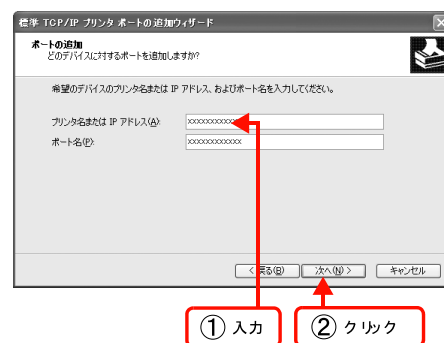 標準 TCP/IP プリンタ ポートの追加ウィザード
ポートの追加
どのデバイスに対するポートを追加しますか?
希望のデバイスのプリンタ名または IP アドレス、およびポート名を入力してください。
プリンタ名または IP アドレス(A): xxxxxxxxxx
ポート名(P): xxxxxxxxxxxx
< 戻る(B) 次へ(N) > キャンセル
① 入力 ② クリック